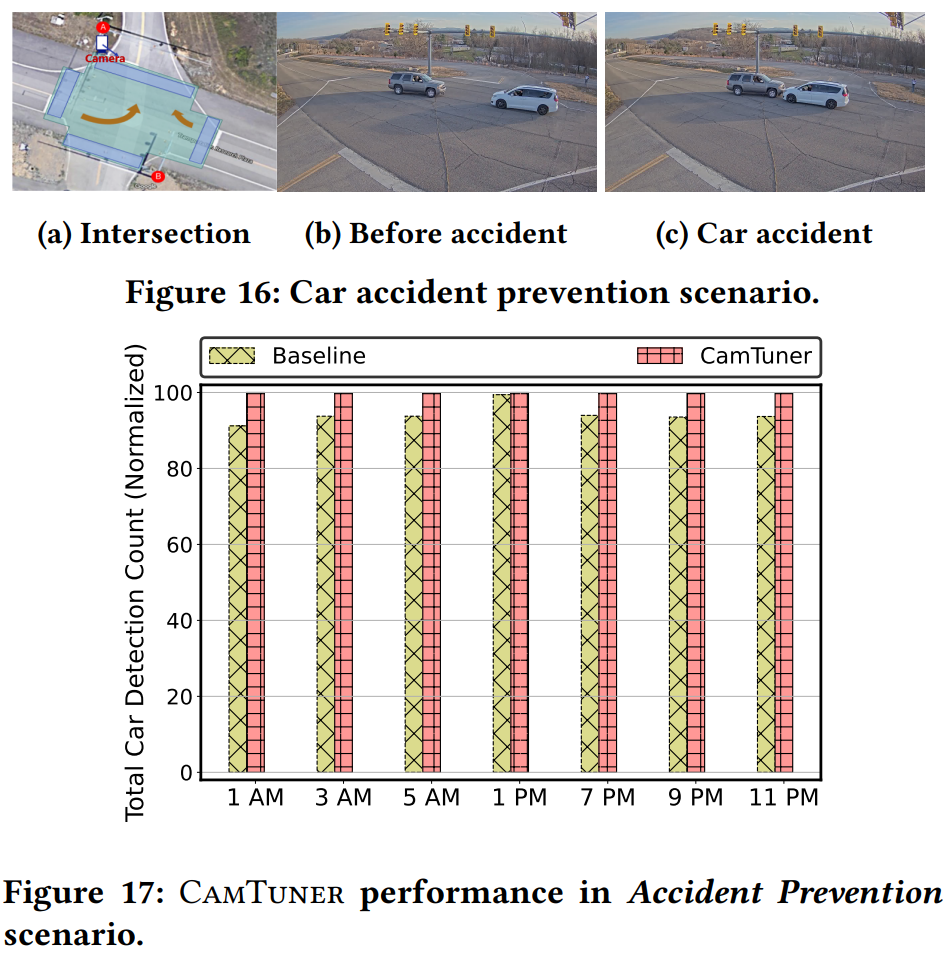 A
Camera
B
Google
(a) Intersection (b) Before accident (c) Car accident
Figure 16: Car accident prevention scenario.
Baseline CamTuner
Total Car Detection Count (Normalized)
100
80
60
40
20
0
1 AM 3 AM 5 AM 1 PM 7 PM 9 PM 11 PM
Figure 17: CAMTUNER performance in Accident Prevention
scenario.